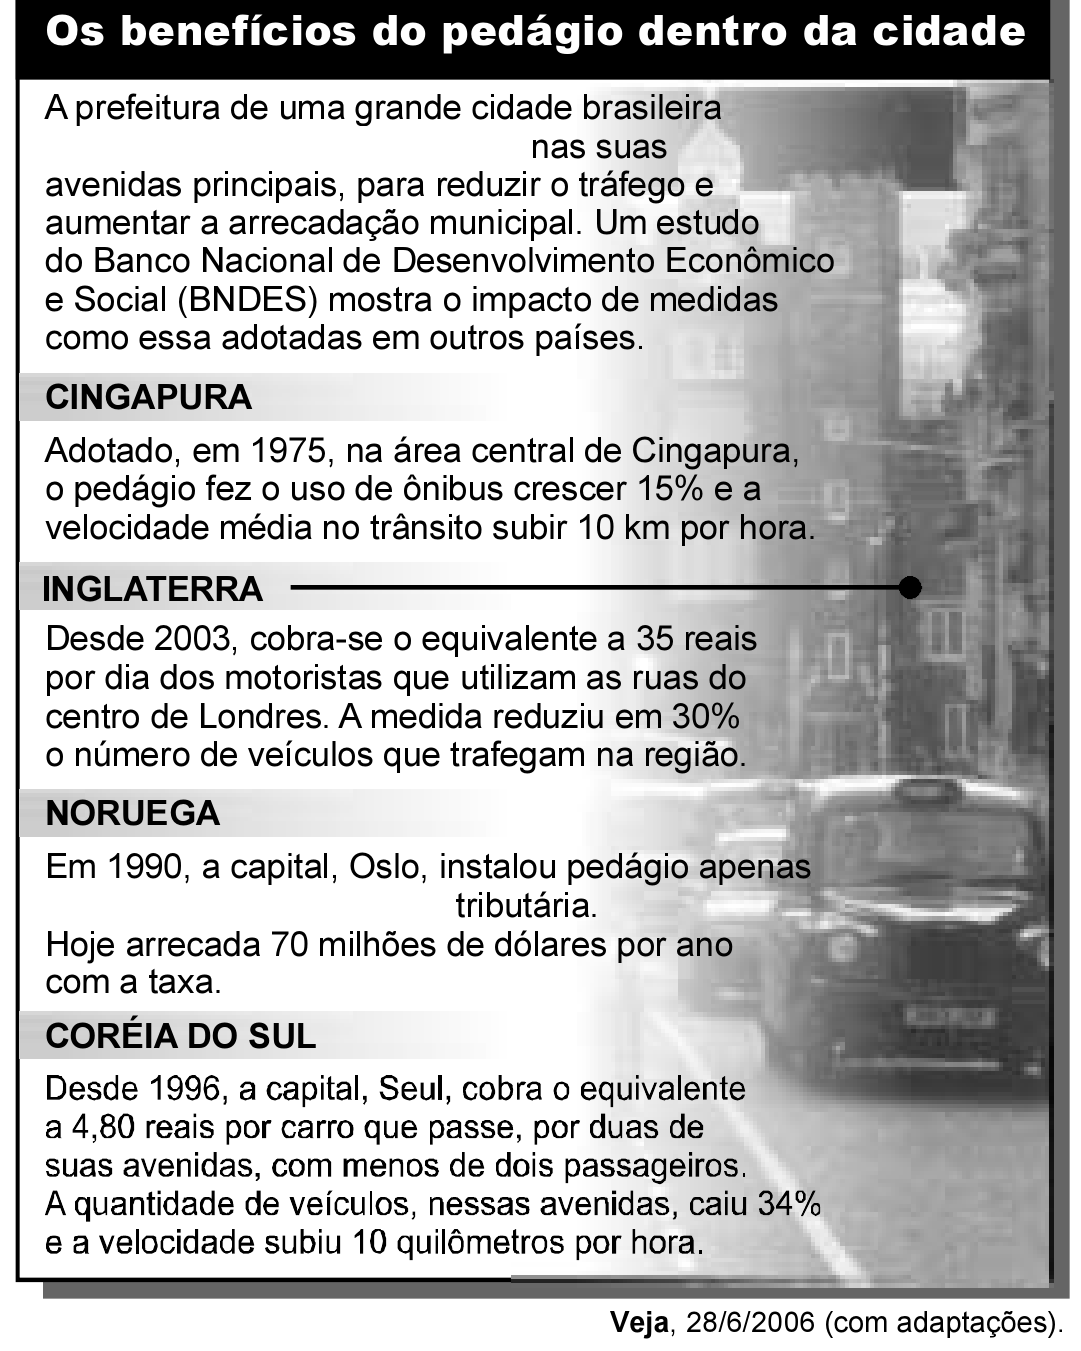 Os benefícios do pedágio dentro da cidade
A prefeitura de uma grande cidade brasileira
nas suas
avenidas principais, para reduzir o tráfego e
aumentar a arrecadação municipal. Um estudo
do Banco Nacional de Desenvolvimento Econômico
e Social (BNDES) mostra o impacto de medidas
como essa adotadas em outros países.
CINGAPURA
Adotado, em 1975, na área central de Cingapura,
o pedágio fez o uso de ônibus crescer 15% e a
velocidade média no trânsito subir 10 km por hora.
INGLATERRA
Desde 2003, cobra-se o equivalente a 35 reais
por dia dos motoristas que utilizam as ruas do
centro de Londres. A medida reduziu em 30%
o número de veículos que trafegam na região.
NORUEGA
Em 1990, a capital, Oslo, instalou pedágio apenas
tributária.
Hoje arrecada 70 milhões de dólares por ano
com a taxa.
CORÉIA DO SUL
Desde 1996, a capital, Seul, cobra o equivalente
a 4,80 reais por carro que passe, por duas de
suas avenidas, com menos de dois passageiros.
A quantidade de veículos, nessas avenidas, caiu 34%
e a velocidade subiu 10 quilômetros por hora.
Veja, 28/6/2006 (com adaptações).